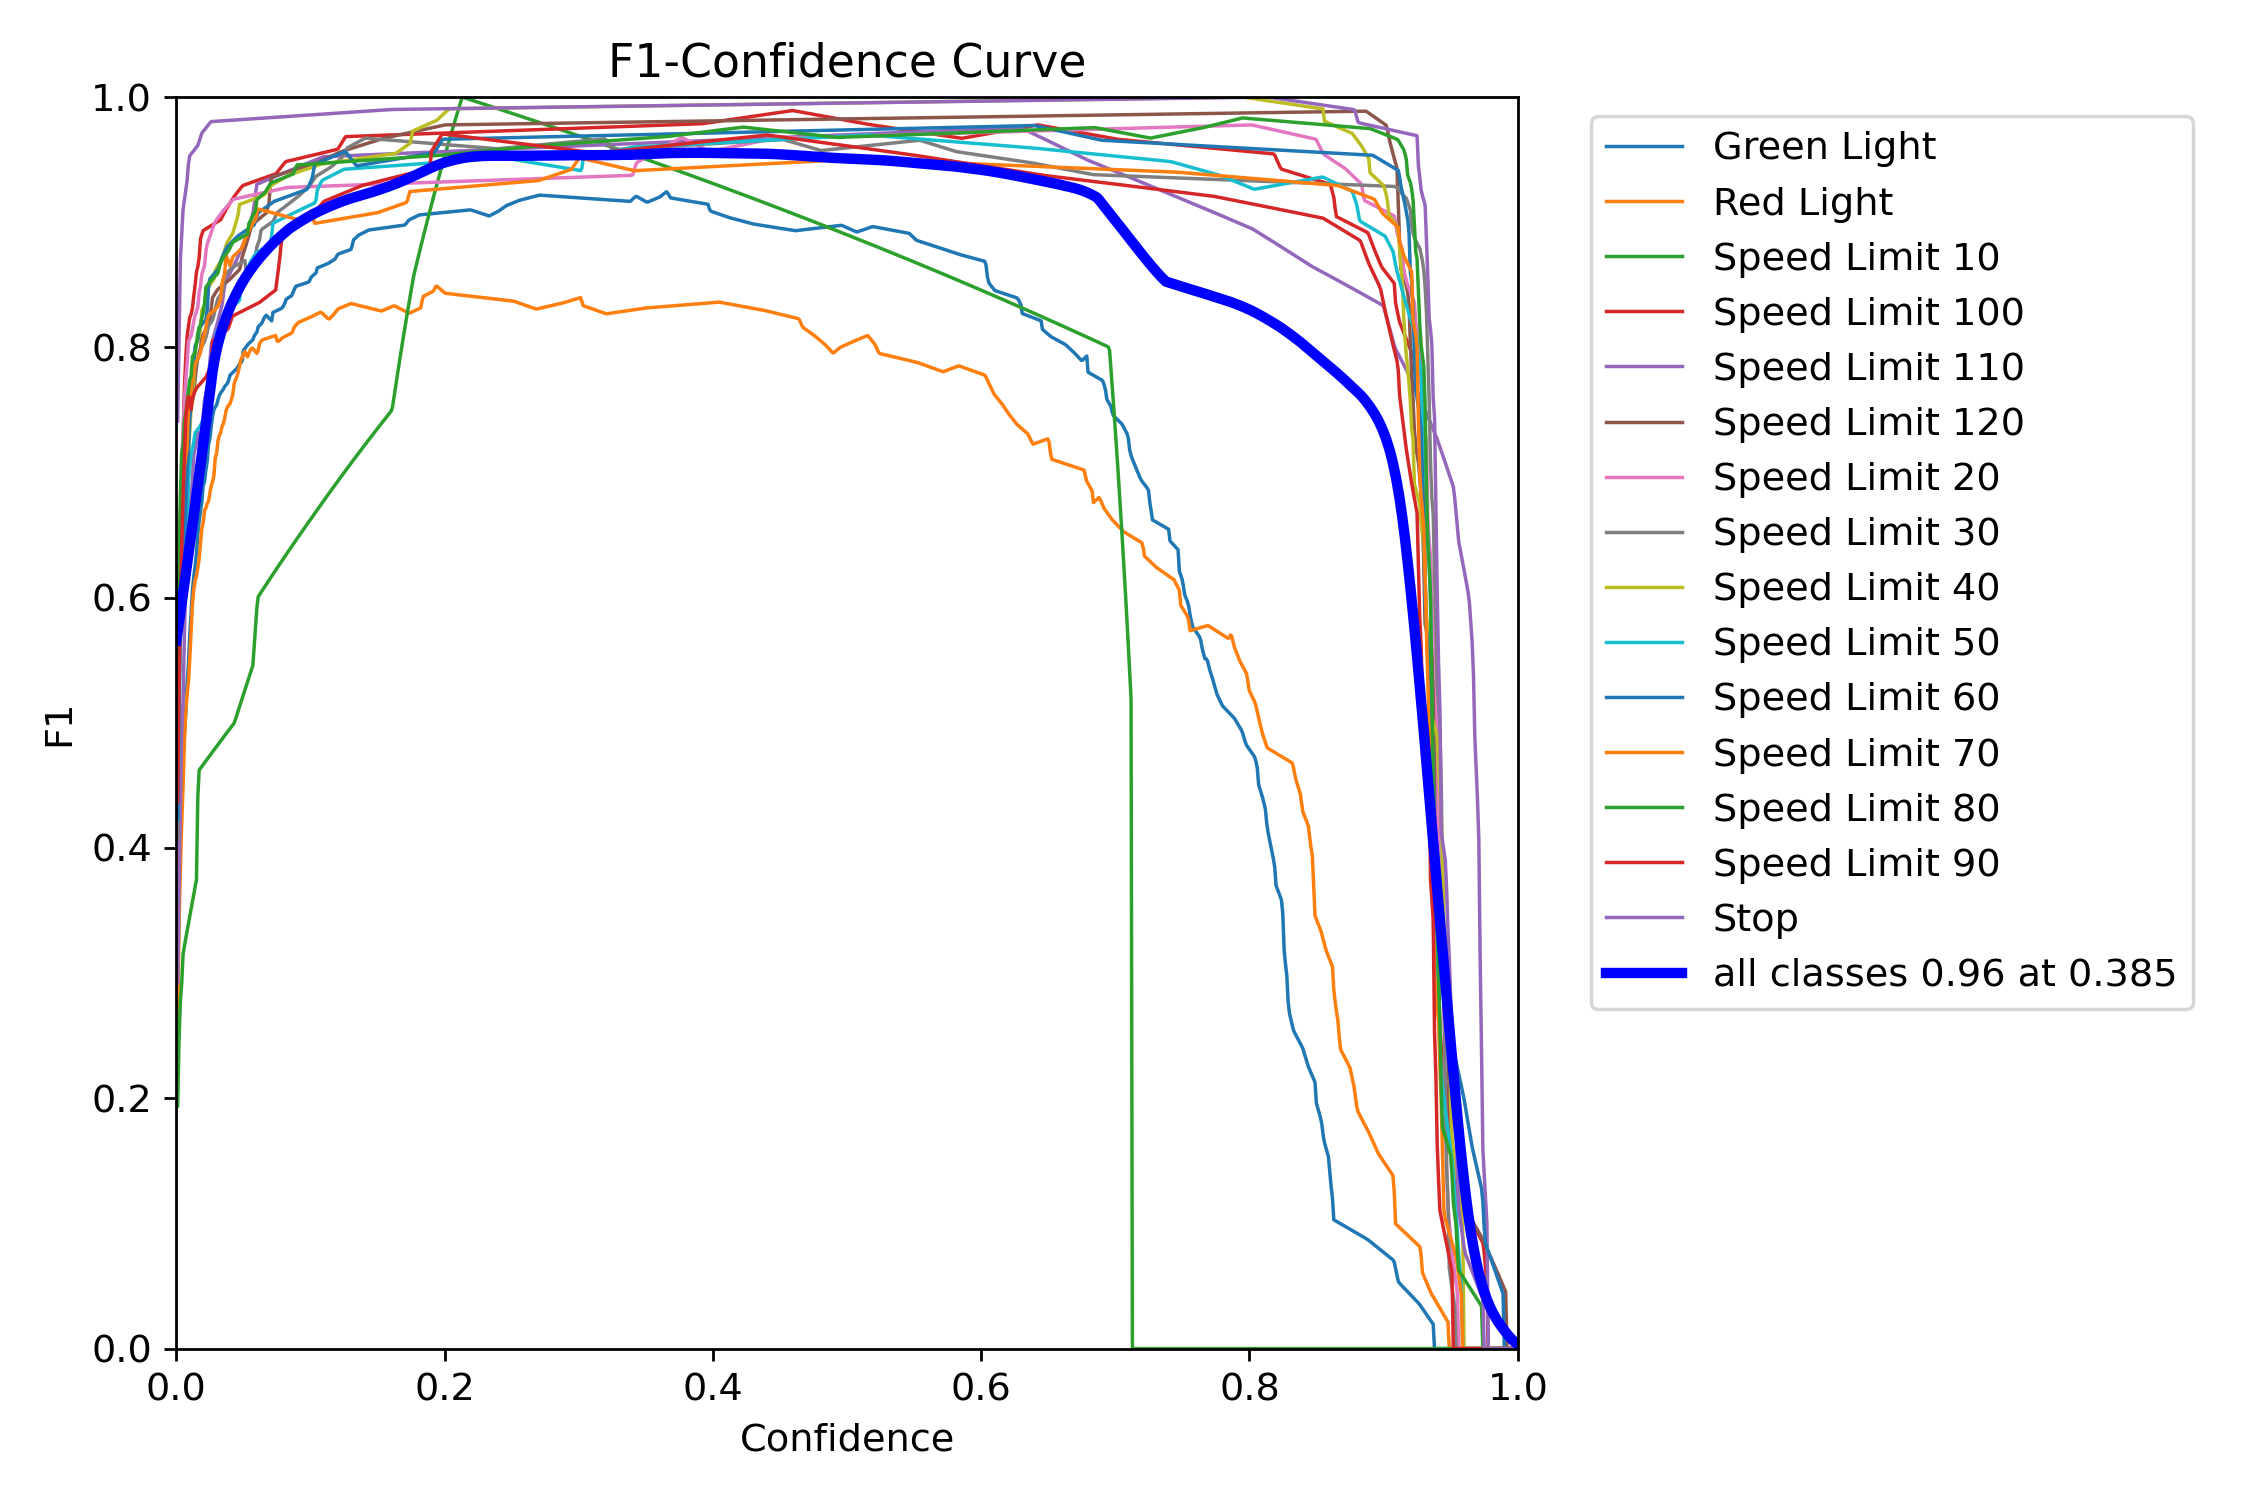 F1-Confidence Curve
1.0
0.8
0.6
0.4
0.2
0.0
F1
0.0 0.2 0.4 0.6 0.8 1.0
Confidence
Green Light
Red Light
Speed Limit 10
Speed Limit 100
Speed Limit 110
Speed Limit 120
Speed Limit 20
Speed Limit 30
Speed Limit 40
Speed Limit 50
Speed Limit 60
Speed Limit 70
Speed Limit 80
Speed Limit 90
Stop
all classes 0.96 at 0.385